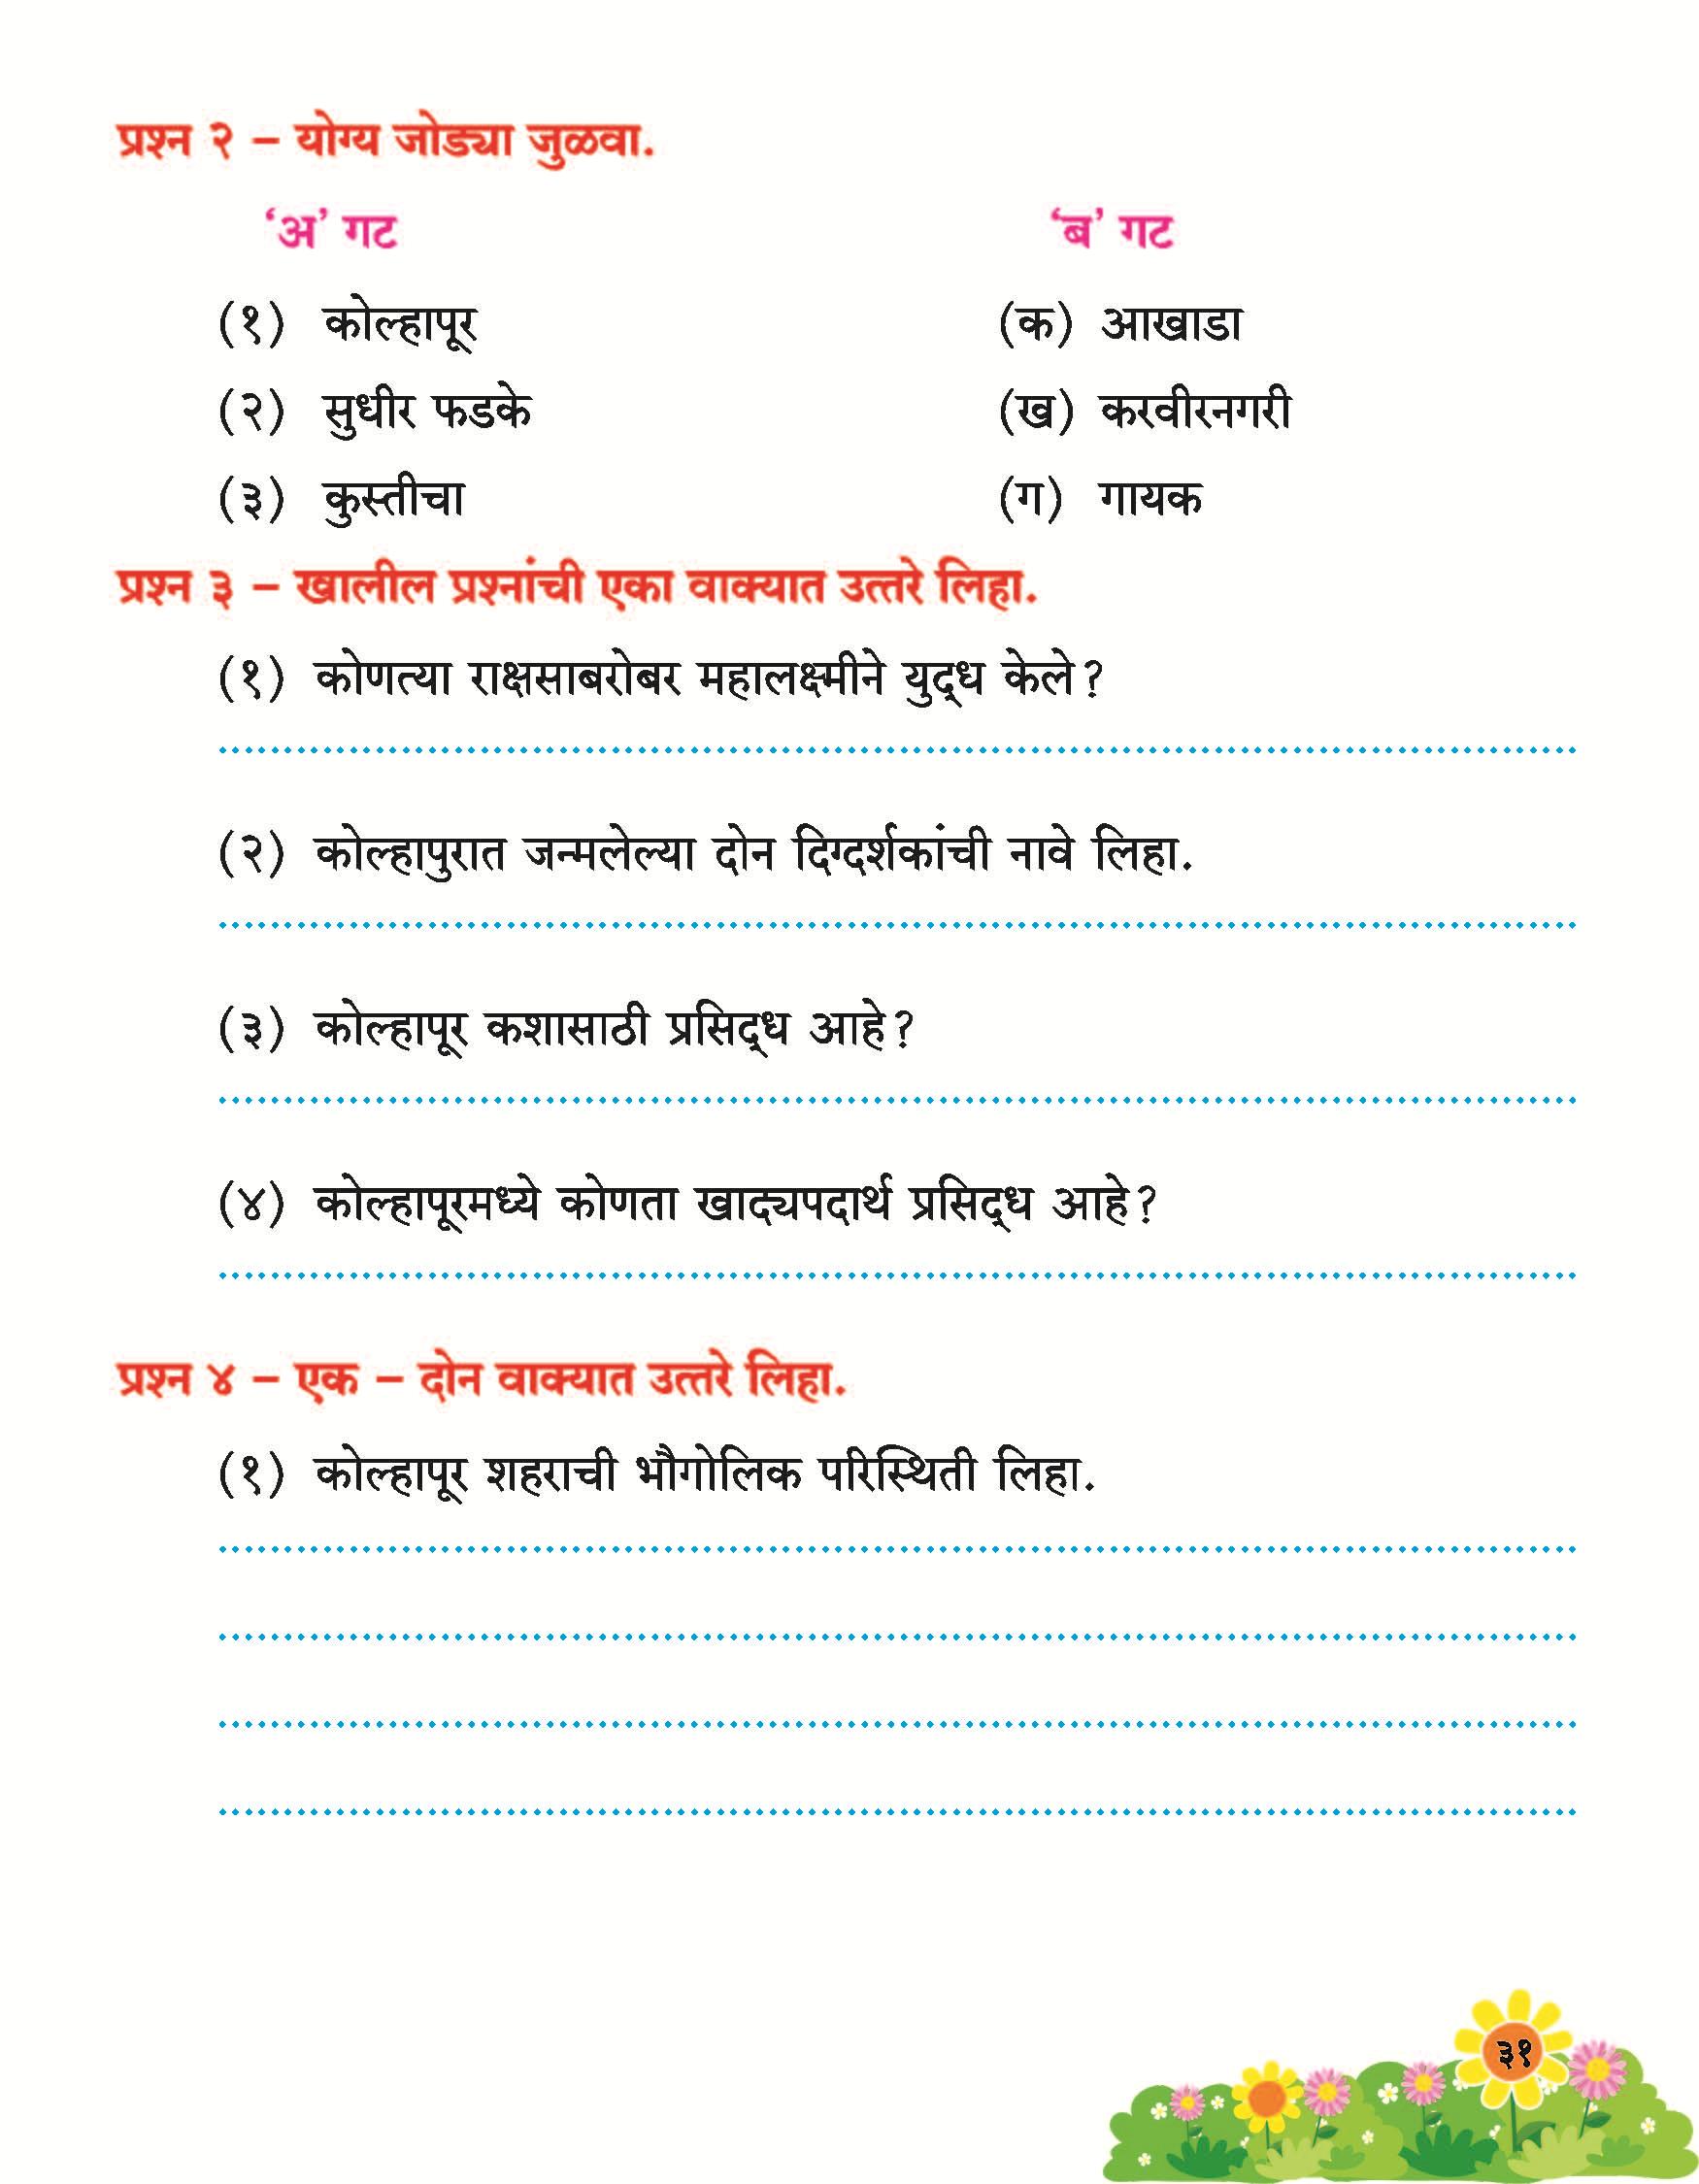 प्रश्न २ – योग्य जोड्या जुळवा.
‘अ’ गट ‘ब’ गट
(१) कोल्हापूर (क) आखाडा
(२) सुधीर फडके (ख) करवीरनगरी
(३) कुस्तीचा (ग) गायक
प्रश्न ३ – खालील प्रश्नांची एका वाक्यात उत्तरे लिहा.
(१) कोणत्या राक्षसाबरोबर महालक्ष्मीने युद्ध केले?
(२) कोल्हापुरात जन्मलेल्या दोन दिग्दर्शकांची नावे लिहा.
(३) कोल्हापूर कशासाठी प्रसिद्ध आहे?
(४) कोल्हापूरमध्ये कोणता खाद्यपदार्थ प्रसिद्ध आहे?
प्रश्न ४ – एक – दोन वाक्यात उत्तरे लिहा.
(१) कोल्हापूर शहराची भौगोलिक परिस्थिती लिहा.
३१